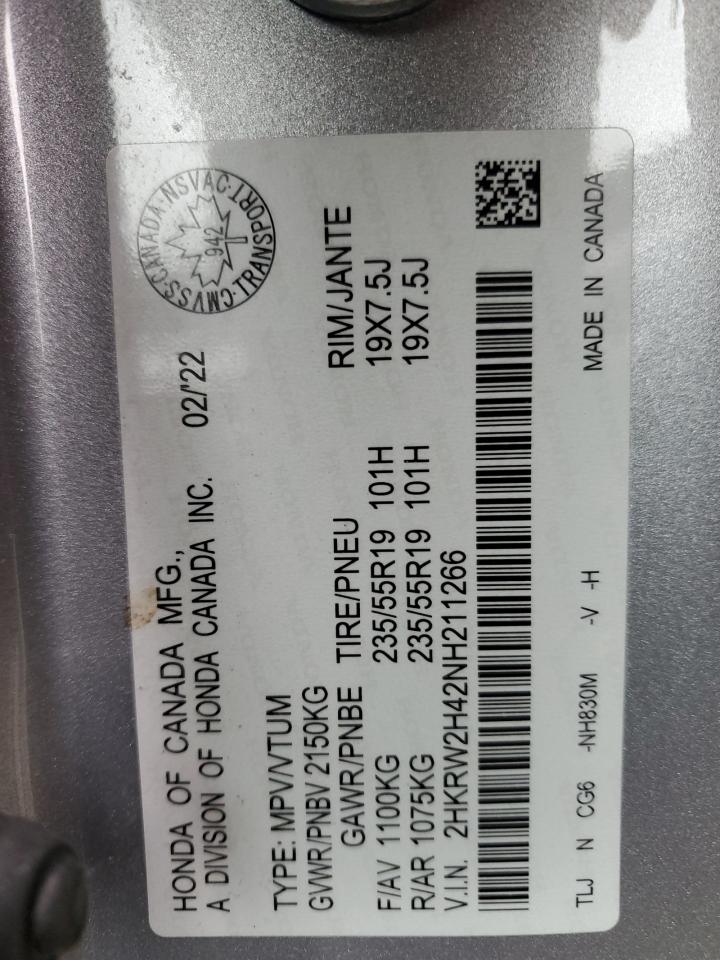 HONDA OF CANADA MFG.,
A DIVISION OF HONDA CANADA INC. 02/'22
CMVSS·CANADA·NSVAC·TRANSPORT·
942
TYPE: MPV/VTUM
GVWR/PNBV 2150KG
GAWR/PNBE TIRE/PNEU RIM/JANTE
F/AV 1100KG 235/55R19 101H 19X7.5J
R/AR 1075KG 235/55R19 101H 19X7.5J
V.I.N. 2HKRW2H42NH211266
TLJ N CG6 -NH830M -V -H MADE IN CANADA